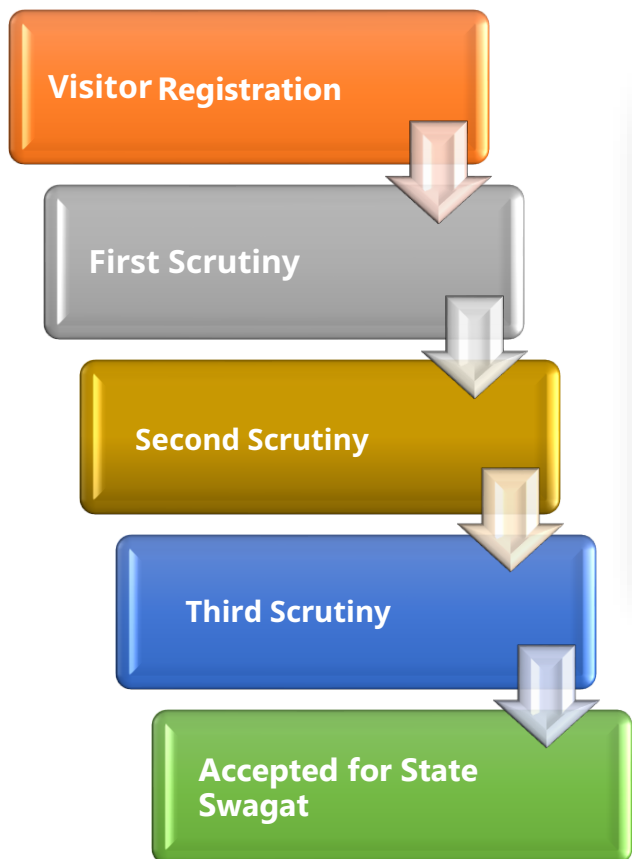 Visitor Registration
First Scrutiny
Second Scrutiny
Third Scrutiny
Accepted for State
Swagat